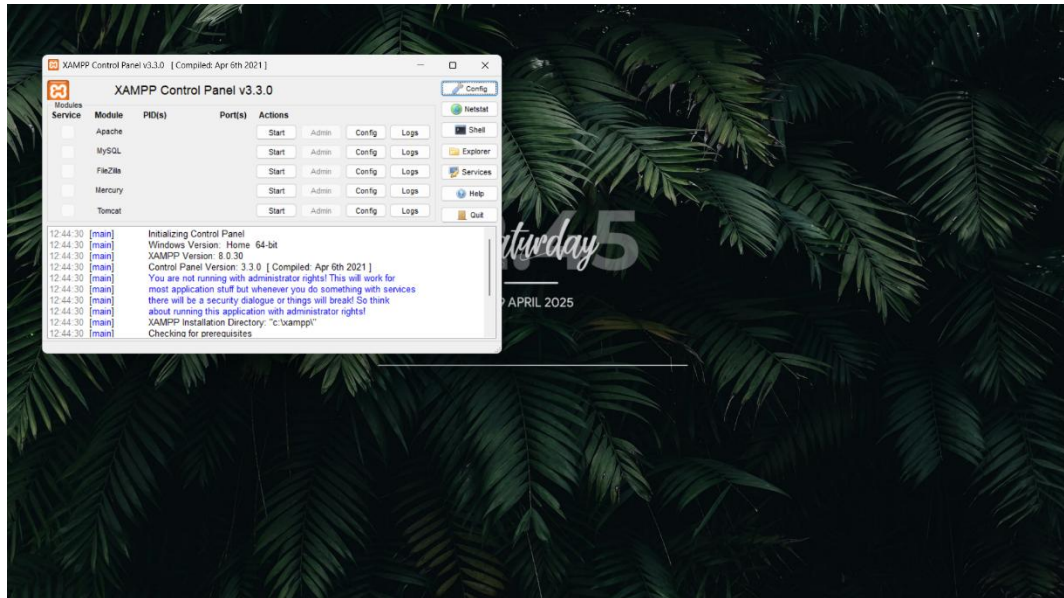 XAMPP Control Panel v3.3.0 [ Compiled: Apr 6th 2021 ]
XAMPP Control Panel v3.3.0
Config
Modules
Service Module PID(s) Port(s) Actions
Netstat
Apache Start Admin Config Logs
Shell
MySQL Start Admin Config Logs
Explorer
FileZilla Start Admin Config Logs
Services
Mercury Start Admin Config Logs
Help
Tomcat Start Admin Config Logs
Quit
12:44:30 [main] Initializing Control Panel
12:44:30 [main] Windows Version: Home 64-bit
12:44:30 [main] XAMPP Version: 8.0.30
12:44:30 [main] Control Panel Version: 3.3.0 [ Compiled: Apr 6th 2021 ]
12:44:30 [main] You are not running with administrator rights! This will work for
12:44:30 [main] most application stuff but whenever you do something with services
12:44:30 [main] there will be a security dialogue or things will break! So think
12:44:30 [main] about running this application with administrator rights!
12:44:30 [main] XAMPP Installation Directory: "c:\xampp\"
12:44:30 [main] Checking for prerequisites
APRIL 2025